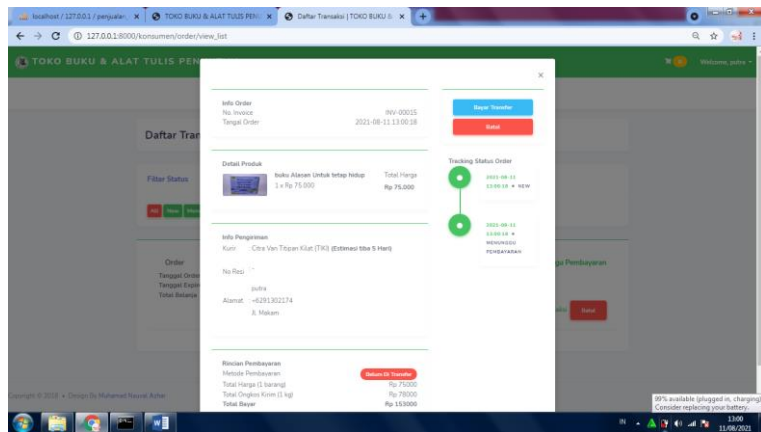 localhost / 127.0.0.1 / penjualan_
TOKO BUKU & ALAT TULIS PEN
Daftar Transaksi | TOKO BUKU &
127.0.0.1:8000/konsumen/order/view_list
TOKO BUKU & ALAT TULIS PEN
Welcome, putra
×
Info Order
No. Invoice INV-00015
Tangal Order 2021-08-11 13:00:18
Bayar Transfer
Batal
Daftar Tran
Detail Produk
buku Alasan Untuk tetap hidup Total Harga
1 x Rp 75.000 Rp 75.000
Tracking Status Order
2021-08-11
13:00:18 • NEW
2021-08-11
13:00:18 •
MENUNGGU
PEMBAYARAN
Filter Status
All New Men
Info Pengiriman
Kurir : Citra Van Titipan Kilat (TIKI) (Estimasi tiba 5 Hari)
No Resi : -
putra
Alamat : +6291302174
Jl. Makam
Order
Tanggal Orde
Tanggal Expir
Total Belanja
gu Pembayaran
Batal
Rincian Pembayaran
Metode Pembayaran Belum Di Transfer
Total Harga (1 barang) Rp 75000
Total Ongkos Kirim (1 kg) Rp 78000
Total Bayar Rp 153000
Copyright © 2018 • Design By Muhamad Nauval Azhar
99% available (plugged in, charging)
Consider replacing your battery.
IN
13:00
11/08/2021